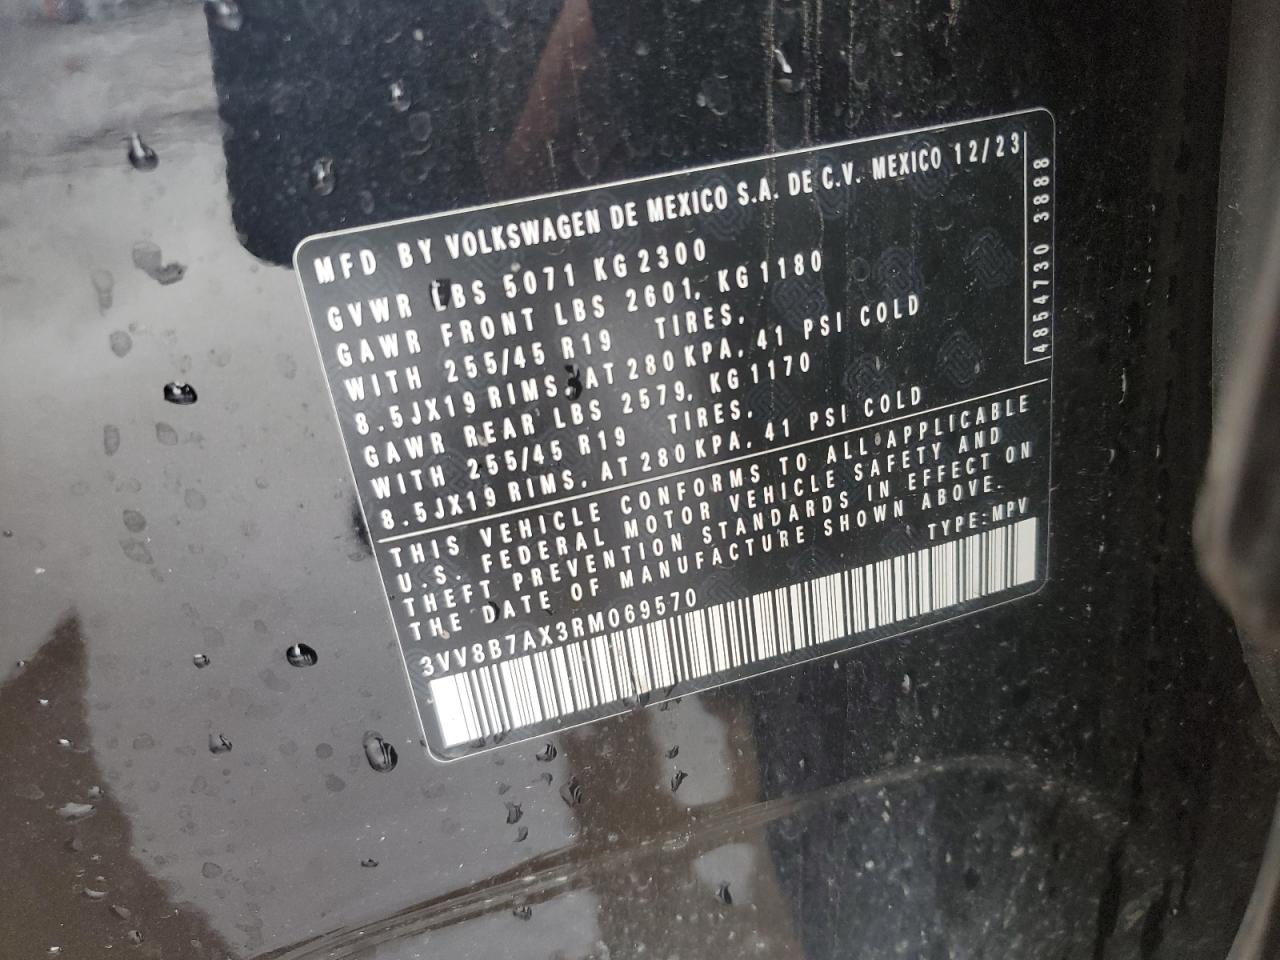 MFD BY VOLKSWAGEN DE MEXICO S.A. DE C.V. MEXICO 12/23
GVWR LBS 5071 KG 2300
GAWR FRONT LBS 2601, KG 1180
WITH 255/45 R19 TIRES,
8.5JX19 RIMS, AT 280 KPA, 41 PSI COLD
GAWR REAR LBS 2579, KG 1170
WITH 255/45 R19 TIRES,
8.5JX19 RIMS, AT 280 KPA, 41 PSI COLD
4854730 3888
THIS VEHICLE CONFORMS TO ALL APPLICABLE
U.S. FEDERAL MOTOR VEHICLE SAFETY AND
THEFT PREVENTION STANDARDS IN EFFECT ON
THE DATE OF MANUFACTURE SHOWN ABOVE.
TYPE: MPV
3VV8B7AX3RM069570